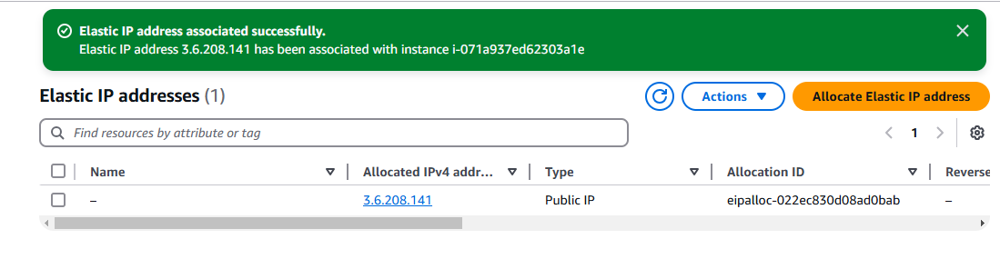 Elastic IP address associated successfully.
Elastic IP address 3.6.208.141 has been associated with instance i-071a937ed62303a1e
Elastic IP addresses (1)
Actions
Allocate Elastic IP address
Find resources by attribute or tag
1
Name Allocated IPv4 addr... Type Allocation ID Reverse
– 3.6.208.141 Public IP eipalloc-022ec830d08ad0bab –